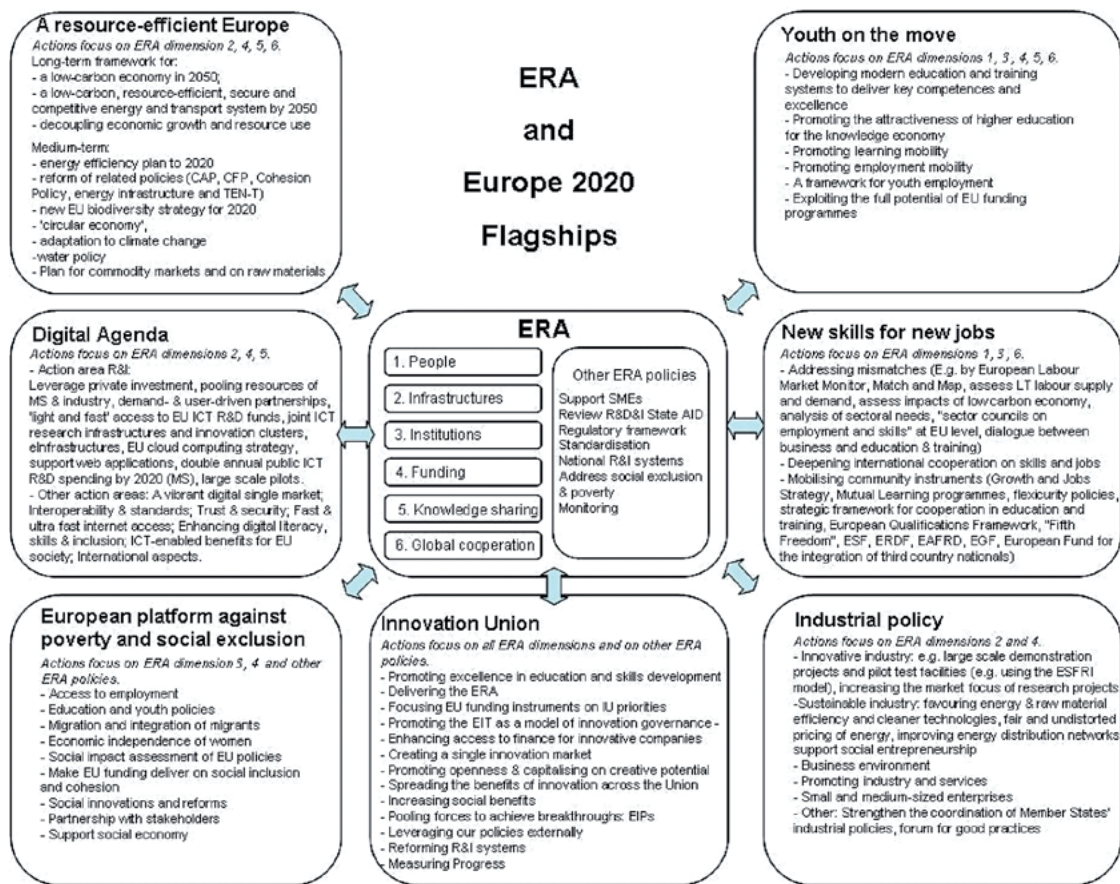 A resource-efficient Europe
Actions focus on ERA dimension 2, 4, 5, 6.
Long-term framework for:
- a low-carbon economy in 2050;
- a low-carbon, resource-efficient, secure and
competitive energy and transport system by 2050
- decoupling economic growth and resource use
Medium-term:
- energy efficiency plan to 2020
- reform of related policies (CAP, CFP, Cohesion
Policy, energy infrastructure and TEN-T)
- new EU biodiversity strategy for 2020
- 'circular economy',
- adaptation to climate change
-water policy
- Plan for commodity markets and on raw materials
ERA
and
Europe 2020
Flagships
Youth on the move
Actions focus on ERA dimensions 1, 3, 4, 5, 6.
- Developing modern education and training
systems to deliver key competences and
excellence
- Promoting the attractiveness of higher education
for the knowledge economy
- Promoting learning mobility
- Promoting employment mobility
- A framework for youth employment
- Exploiting the full potential of EU funding
programmes
Digital Agenda
Actions focus on ERA dimensions 2, 4, 5.
- Action area R&I:
Leverage private investment, pooling resources of
MS & industry, demand- & user-driven partnerships,
'light and fast' access to EU ICT R&D funds, joint ICT
research infrastructures and innovation clusters,
eInfrastructures, EU cloud computing strategy,
support web applications, double annual public ICT
R&D spending by 2020 (MS), large scale pilots.
- Other action areas: A vibrant digital single market;
Interoperability & standards; Trust & security; Fast &
ultra fast internet access; Enhancing digital literacy,
skills & inclusion; ICT-enabled benefits for EU
society; International aspects.
ERA
1. People
2. Infrastructures
3. Institutions
4. Funding
5. Knowledge sharing
6. Global cooperation
Other ERA policies
Support SMEs
Review R&D&I State AID
Regulatory framework
Standardisation
National R&I systems
Address social exclusion
& poverty
Monitoring
New skills for new jobs
Actions focus on ERA dimensions 1, 3, 6.
- Addressing mismatches (E.g. by European Labour
Market Monitor, Match and Map, assess LT labour supply
and demand, assess impacts of low-carbon economy,
analysis of sectoral needs, "sector councils on
employment and skills" at EU level, dialogue between
business and education & training)
- Deepening international cooperation on skills and jobs
- Mobilising community instruments (Growth and Jobs
Strategy, Mutual Learning programmes, flexicurity policies,
strategic framework for cooperation in education and
training, European Qualifications Framework, "Fifth
Freedom", ESF, ERDF, EAFRD, EGF, European Fund for
the integration of third country nationals)
European platform against
poverty and social exclusion
Actions focus on ERA dimension 3, 4 and other
ERA policies.
- Access to employment
- Education and youth policies
- Migration and integration of migrants
- Economic independence of women
- Social impact assessment of EU policies
- Make EU funding deliver on social inclusion
and cohesion
- Social innovations and reforms
- Partnership with stakeholders
- Support social economy
Innovation Union
Actions focus on all ERA dimensions and on other ERA
policies.
- Promoting excellence in education and skills development
- Delivering the ERA
- Focusing EU funding instruments on IU priorities
- Promoting the EIT as a model of innovation governance -
- Enhancing access to finance for innovative companies
- Creating a single innovation market
- Promoting openness & capitalising on creative potential
- Spreading the benefits of innovation across the Union
- Increasing social benefits
- Pooling forces to achieve breakthroughs: EIPs
- Leveraging our policies externally
- Reforming R&I systems
- Measuring Progress
Industrial policy
Actions focus on ERA dimensions 2 and 4.
- Innovative industry: e.g. large scale demonstration
projects and pilot test facilities (e.g. using the ESFRI
model), increasing the market focus of research projects
-Sustainable industry: favouring energy & raw material
efficiency and cleaner technologies, fair and undistorted
pricing of energy, improving energy distribution networks
support social entrepreneurship
- Business environment
- Promoting industry and services
- Small and medium-sized enterprises
- Other: Strengthen the coordination of Member States'
industrial policies, forum for good practices